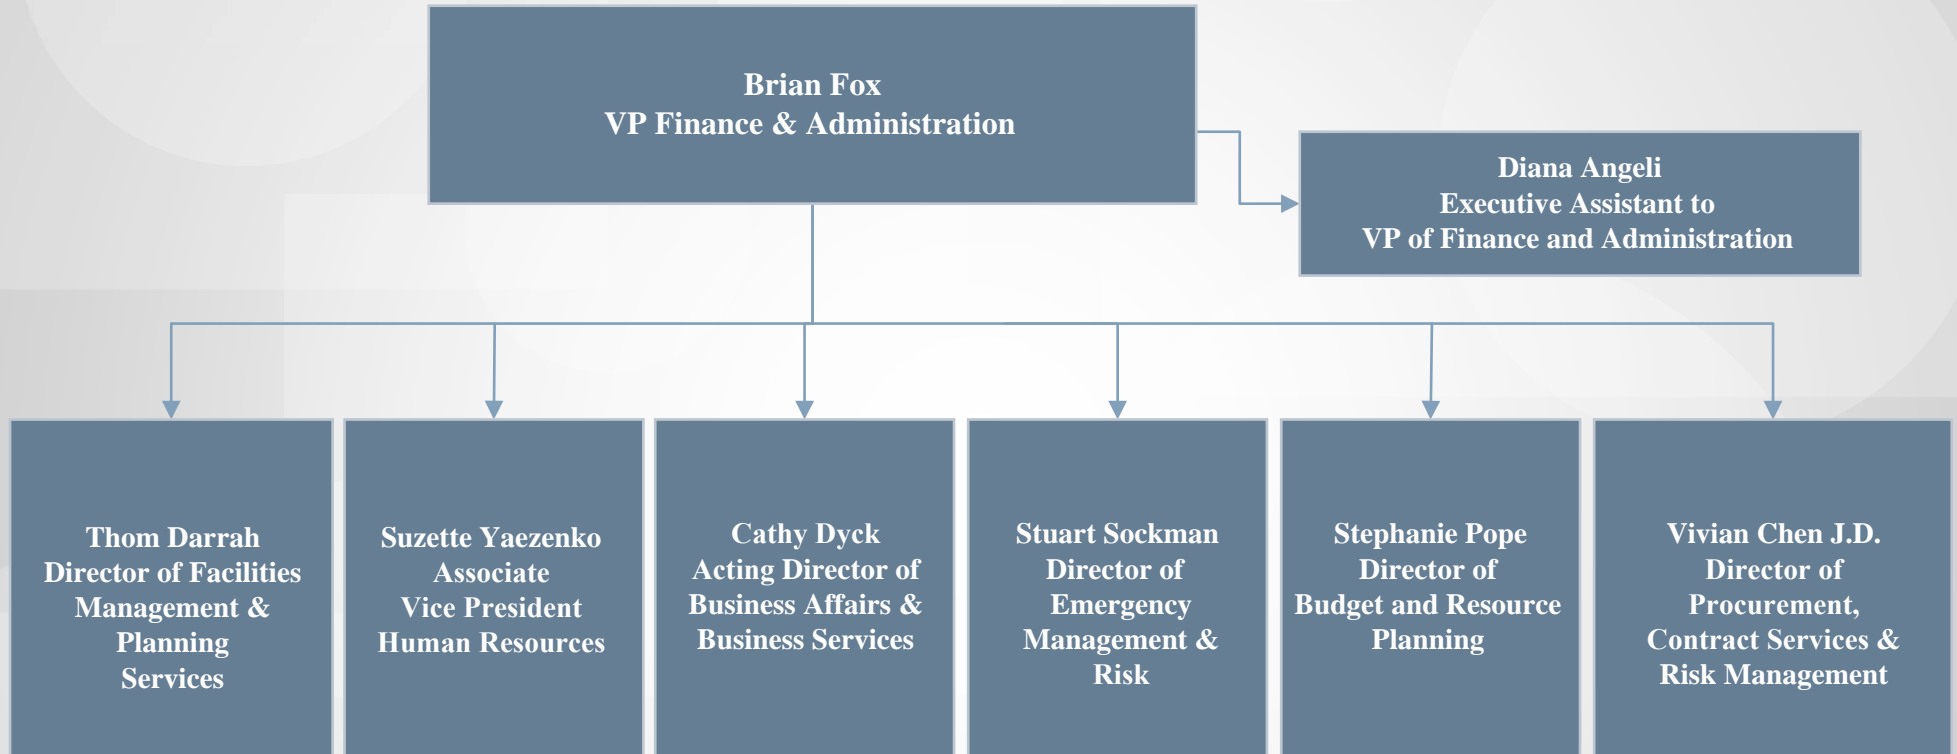 Brian Fox
VP Finance & Administration
Diana Angeli
Executive Assistant to
VP of Finance and Administration
Thom Darrah
Director of Facilities
Management &
Planning
Services
Suzette Yaezenko
Associate
Vice President
Human Resources
Cathy Dyck
Acting Director of
Business Affairs &
Business Services
Stuart Sockman
Director of
Emergency
Management &
Risk
Stephanie Pope
Director of
Budget and Resource
Planning
Vivian Chen J.D.
Director of
Procurement,
Contract Services &
Risk Management